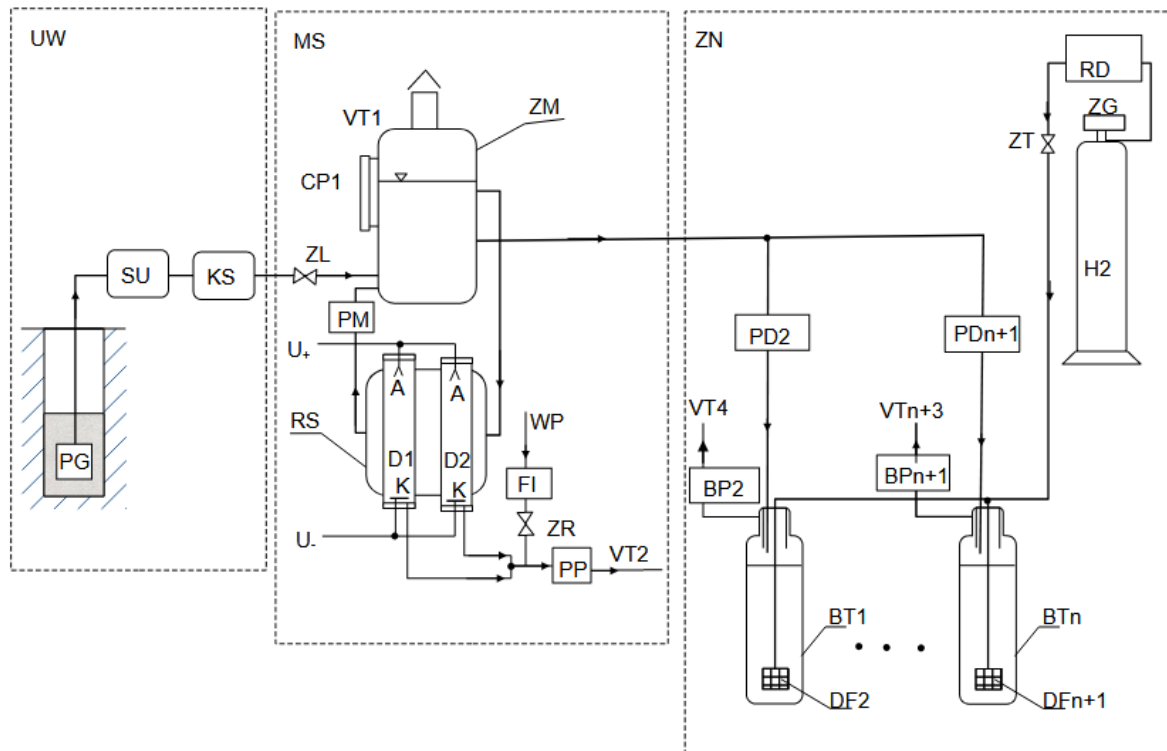 UW
MS
ZN
RD
ZG
ZT
VT1
ZM
CP1
H2
SU
KS
ZL
PM
PD2
PDn+1
U+
A
A
RS
WP
VT4
VTn+3
D1
D2
PG
K
K
FI
BP2
BPn+1
U-
ZR
PP
VT2
BT1
BTn
DF2
DFn+1